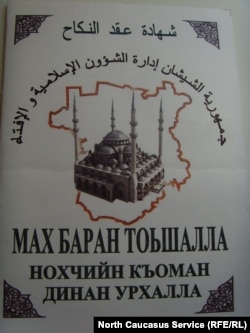 شهادة عقد النكاح
جمهورية الشيشان إدارة الشؤون الإسلامية و الإفتاء
МАХ БАРАН ТОЬШАЛЛА
НОХЧИЙН КЪОМАН
ДИНАН УРХАЛЛА
North Caucasus Service (RFE/RL)